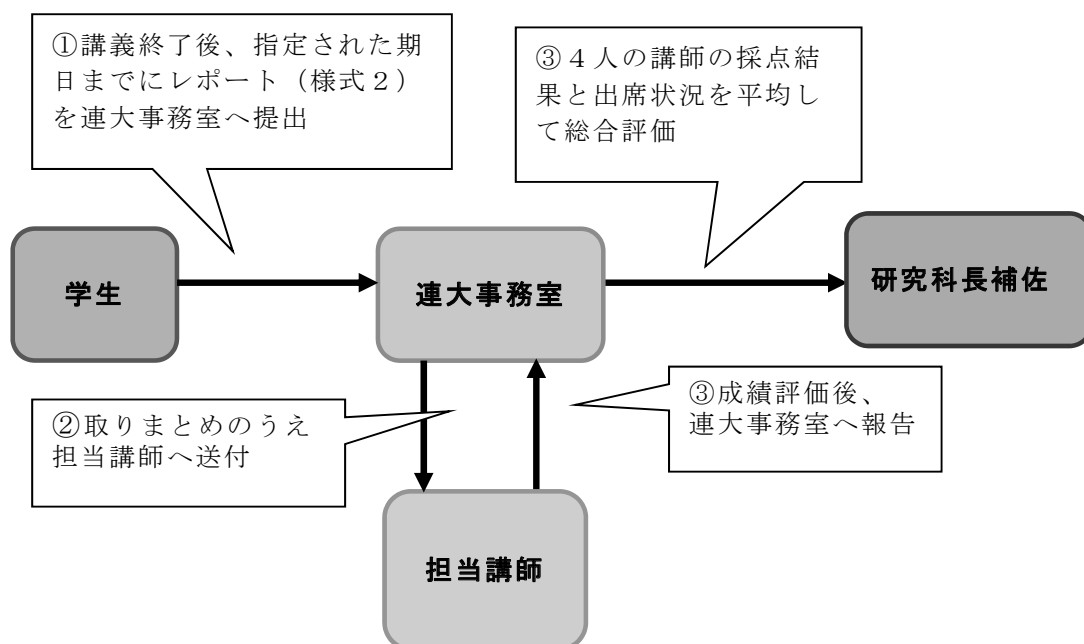 ①講義終了後、指定された期
日までにレポート（様式２）
を連大事務室へ提出
③４人の講師の採点結
果と出席状況を平均し
て総合評価
学生
連大事務室
研究科長補佐
②取りまとめのうえ
担当講師へ送付
③成績評価後、
連大事務室へ報告
担当講師